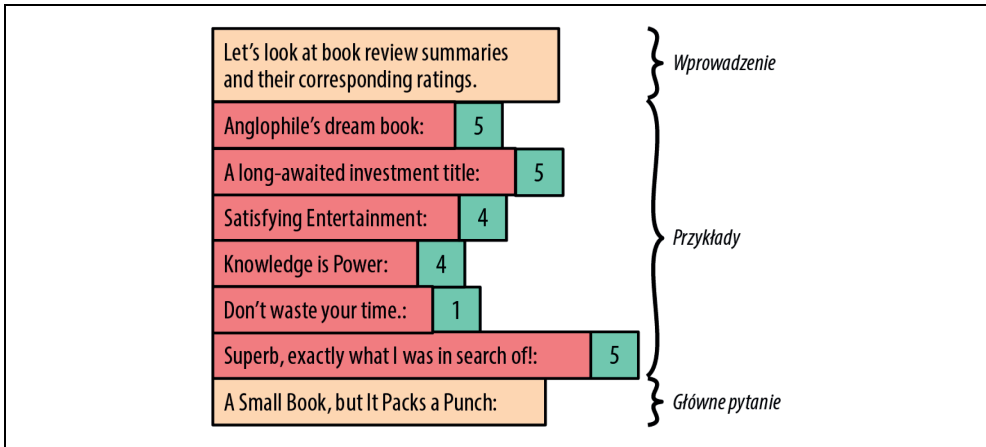 Let's look at book review summaries
and their corresponding ratings.
Wprowadzenie
Anglophile's dream book: 5
A long-awaited investment title: 5
Satisfying Entertainment: 4
Przykłady
Knowledge is Power: 4
Don't waste your time.: 1
Superb, exactly what I was in search of!: 5
A Small Book, but It Packs a Punch:
Główne pytanie